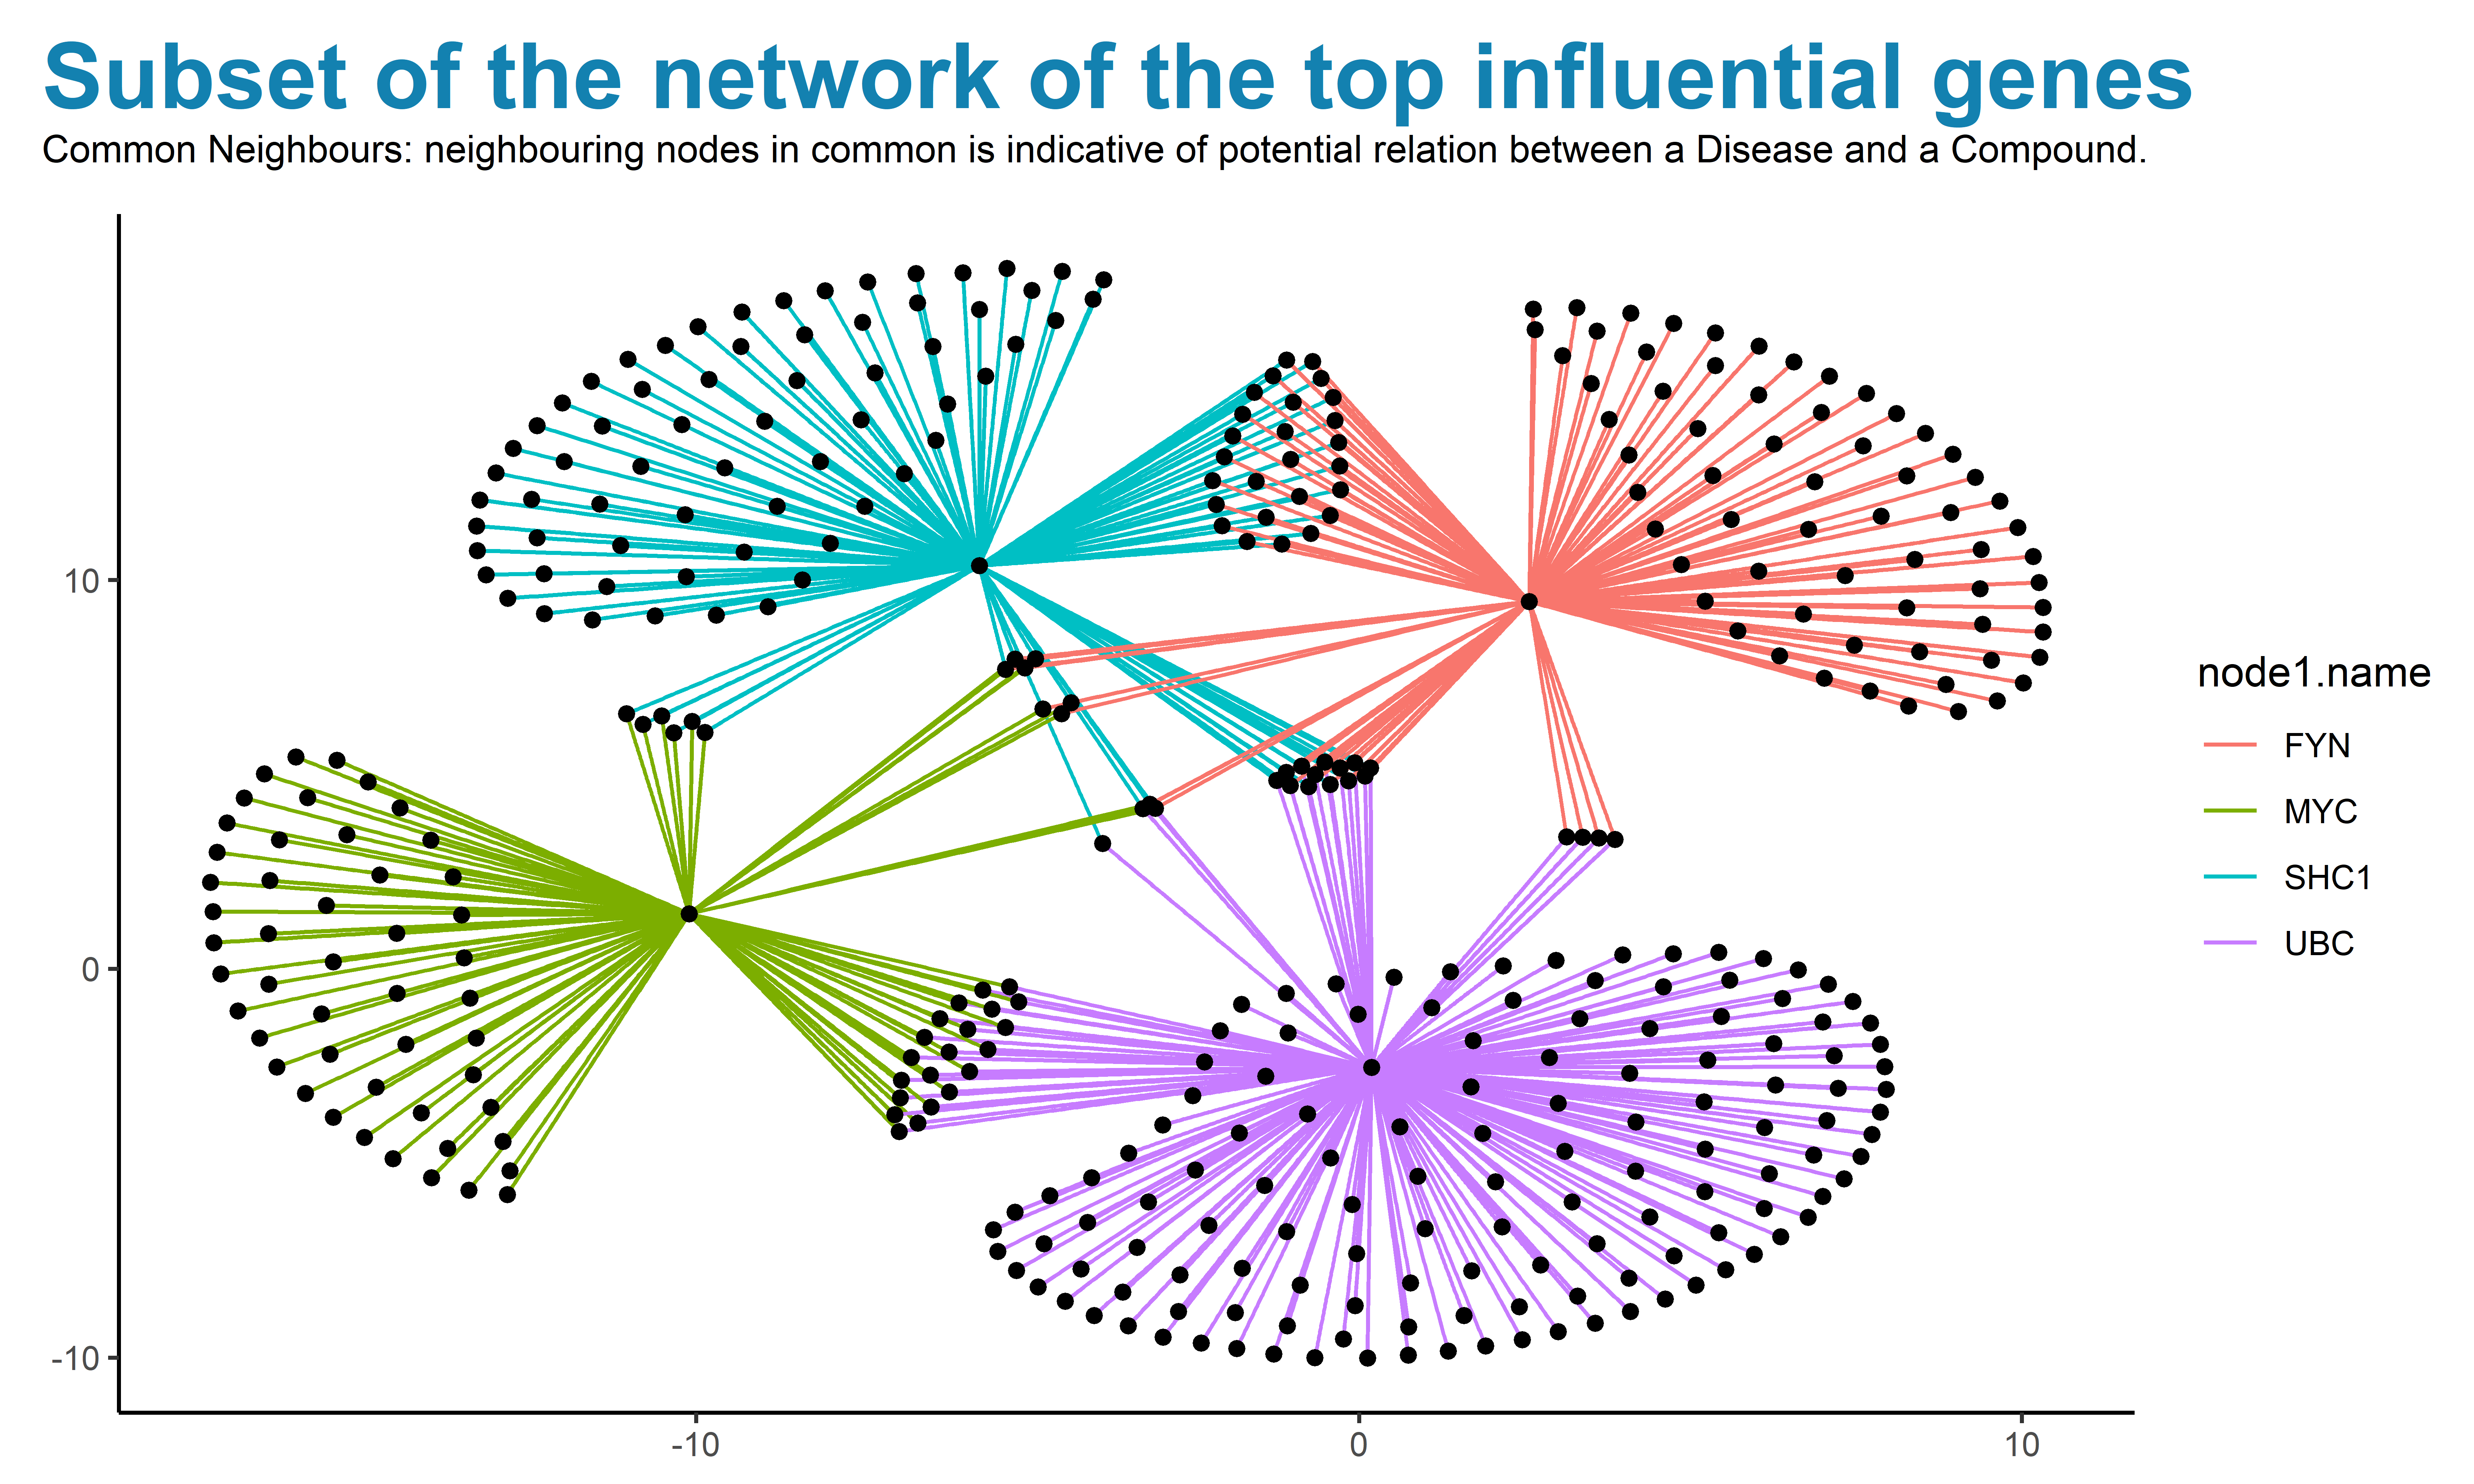 Subset of the network of the top influential genes
Common Neighbours: neighbouring nodes in common is indicative of potential relation between a Disease and a Compound.
10
0
-10
-10
0
10
node1.name
FYN
MYC
SHC1
UBC